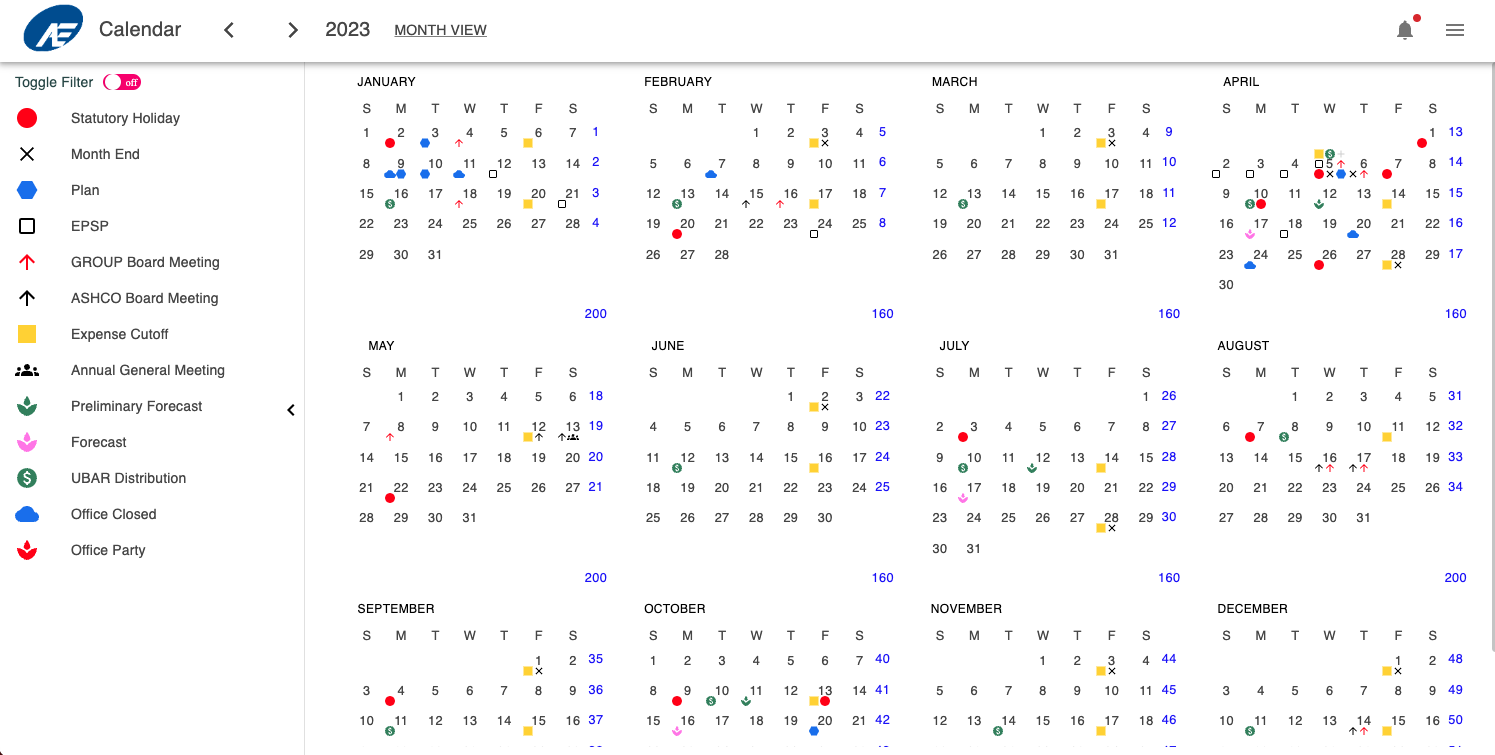 Calendar 2023 MONTH VIEW
Toggle Filter off
Statutory Holiday
Month End
Plan
EPSP
GROUP Board Meeting
ASHCO Board Meeting
Expense Cutoff
Annual General Meeting
Preliminary Forecast
Forecast
UBAR Distribution
Office Closed
Office Party
JANUARY
S M T W T F S
1 2 3 4 5 6 7 1
8 9 10 11 12 13 14 2
15 16 17 18 19 20 21 3
22 23 24 25 26 27 28 4
29 30 31
200
FEBRUARY
S M T W T F S
1 2 3 4 5
5 6 7 8 9 10 11 6
12 13 14 15 16 17 18 7
19 20 21 22 23 24 25 8
26 27 28
160
MARCH
S M T W T F S
1 2 3 4 9
5 6 7 8 9 10 11 10
12 13 14 15 16 17 18 11
19 20 21 22 23 24 25 12
26 27 28 29 30 31
160
APRIL
S M T W T F S
1 13
2 3 4 5 6 7 8 14
9 10 11 12 13 14 15 15
16 17 18 19 20 21 22 16
23 24 25 26 27 28 29 17
30
160
MAY
S M T W T F S
1 2 3 4 5 6 18
7 8 9 10 11 12 13 19
14 15 16 17 18 19 20 20
21 22 23 24 25 26 27 21
28 29 30 31
200
JUNE
S M T W T F S
1 2 3 22
4 5 6 7 8 9 10 23
11 12 13 14 15 16 17 24
18 19 20 21 22 23 24 25
25 26 27 28 29 30
160
JULY
S M T W T F S
1 26
2 3 4 5 6 7 8 27
9 10 11 12 13 14 15 28
16 17 18 19 20 21 22 29
23 24 25 26 27 28 29 30
30 31
160
AUGUST
S M T W T F S
1 2 3 4 5 31
6 7 8 9 10 11 12 32
13 14 15 16 17 18 19 33
20 21 22 23 24 25 26 34
27 28 29 30 31
200
SEPTEMBER
S M T W T F S
1 2 35
3 4 5 6 7 8 9 36
10 11 12 13 14 15 16 37
OCTOBER
S M T W T F S
1 2 3 4 5 6 7 40
8 9 10 11 12 13 14 41
15 16 17 18 19 20 21 42
NOVEMBER
S M T W T F S
1 2 3 4 44
5 6 7 8 9 10 11 45
12 13 14 15 16 17 18 46
DECEMBER
S M T W T F S
1 2 48
3 4 5 6 7 8 9 49
10 11 12 13 14 15 16 50